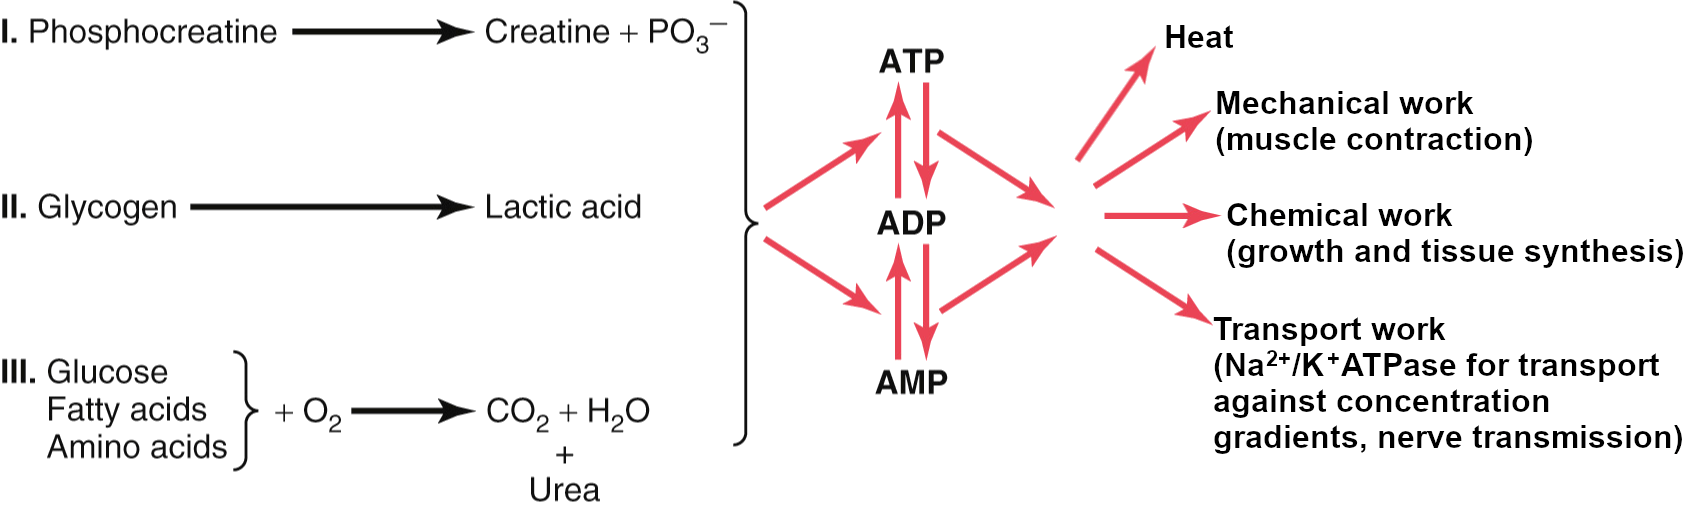 I. Phosphocreatine
Creatine + PO₃⁻
II. Glycogen
Lactic acid
III. Glucose
Fatty acids
Amino acids
+ O₂
CO₂ + H₂O
+
Urea
ATP
ADP
AMP
Heat
Mechanical work
(muscle contraction)
Chemical work
(growth and tissue synthesis)
Transport work
(Na²⁺/K⁺ATPase for transport
against concentration
gradients, nerve transmission)